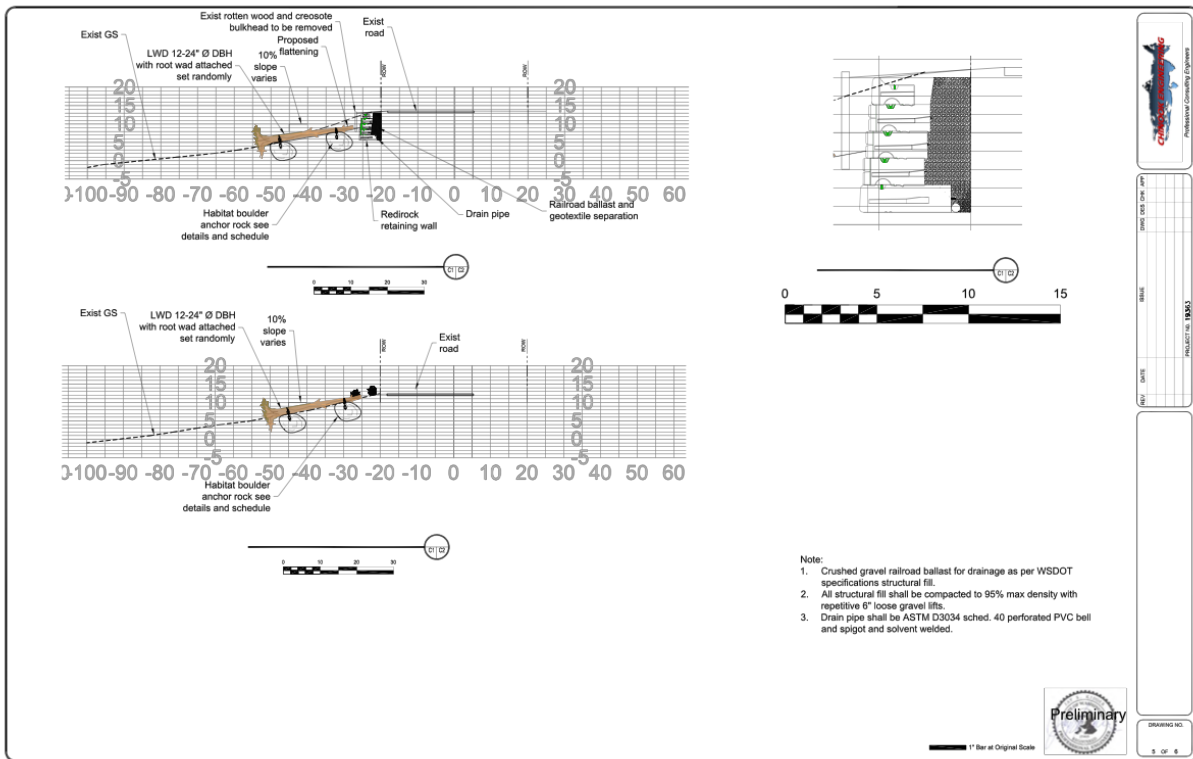 Exist rotten wood and creosote
bulkhead to be removed
Exist
road
Exist GS
LWD 12-24" Ø DBH
with root wad attached
set randomly
10%
slope
varies
Proposed
flattening
ROW
ROW
20
15
10
5
0
-5
20
15
10
5
0
-5
-100 -90 -80 -70 -60 -50 -40 -30 -20 -10 0 10 20 30 40 50 60
Habitat boulder
anchor rock see
details and schedule
Redirock
retaining wall
Drain pipe
Railroad ballast and
geotextile separation
C1 C2
0 10 20 30
C1 C2
0 5 10 15
Exist GS
LWD 12-24" Ø DBH
with root wad attached
set randomly
10%
slope
varies
Exist
road
ROW
ROW
20
15
10
5
0
-5
20
15
10
5
0
-5
-100 -90 -80 -70 -60 -50 -40 -30 -20 -10 0 10 20 30 40 50 60
Habitat boulder
anchor rock see
details and schedule
C1 C2
0 10 20 30
Note:
1. Crushed gravel railroad ballast for drainage as per WSDOT
specifications structural fill.
2. All structural fill shall be compacted to 95% max density with
repetitive 6" loose gravel lifts.
3. Drain pipe shall be ASTM D3034 sched. 40 perforated PVC bell
and spigot and solvent welded.
Preliminary
1" Bar at Original Scale
Professional Consulting Engineers
DWG DES CHK APP
ISSUE
DATE
REV
PROJECT NO. 19363
DRAWING NO.
5 OF 6